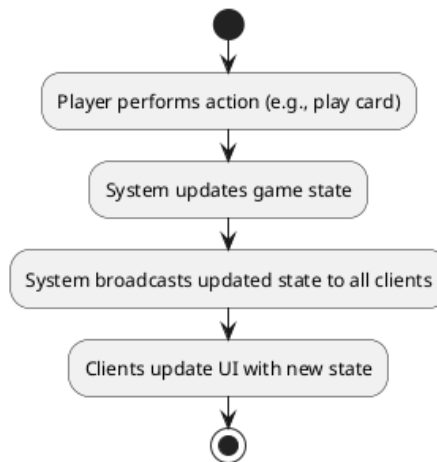 Player performs action (e.g., play card)
System updates game state
System broadcasts updated state to all clients
Clients update UI with new state